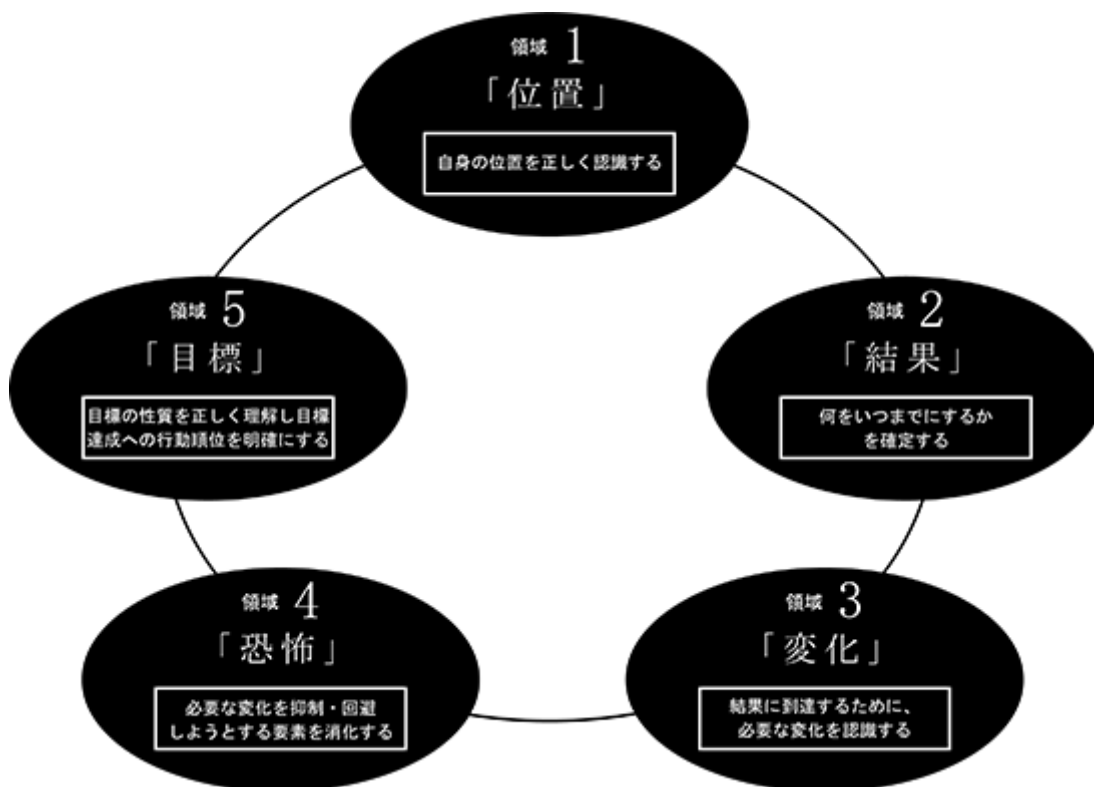 領域 1
「位置」
自身の位置を正しく認識する
領域 2
「結果」
何をいつまでにするか
を確定する
領域 3
「変化」
結果に到達するために、
必要な変化を認識する
領域 4
「恐怖」
必要な変化を抑制・回避
しようとする要素を消化する
領域 5
「目標」
目標の性質を正しく理解し目標
達成への行動順位を明確にする